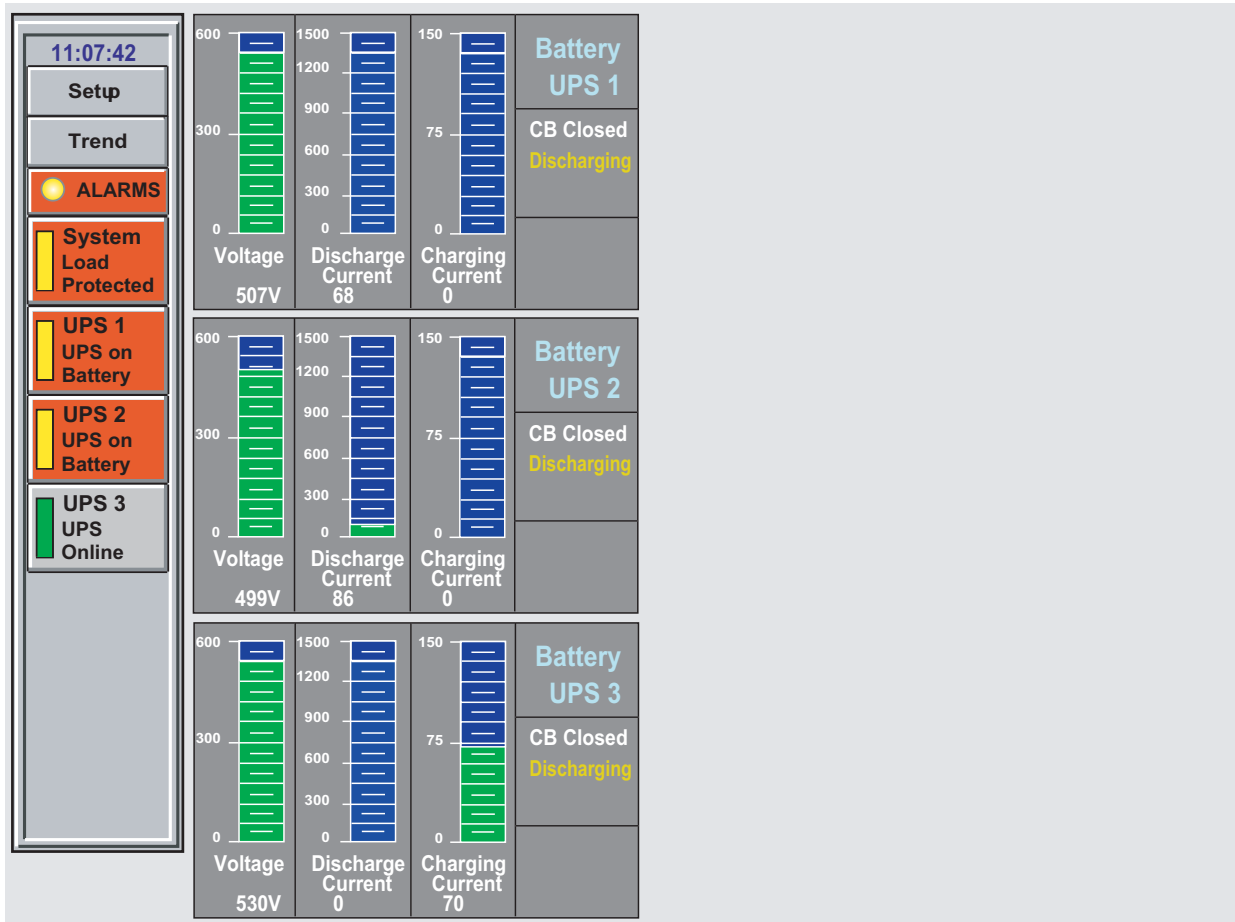 11:07:42
Setup
Trend
ALARMS
System
Load
Protected
UPS 1
UPS on
Battery
UPS 2
UPS on
Battery
UPS 3
UPS
Online
600
300
0
Voltage
507V
1500
1200
900
600
300
0
Discharge
Current
68
150
75
0
Charging
Current
0
Battery
UPS 1
CB Closed
Discharging
600
300
0
Voltage
499V
1500
1200
900
600
300
0
Discharge
Current
86
150
75
0
Charging
Current
0
Battery
UPS 2
CB Closed
Discharging
600
300
0
Voltage
530V
1500
1200
900
600
300
0
Discharge
Current
0
150
75
0
Charging
Current
70
Battery
UPS 3
CB Closed
Discharging